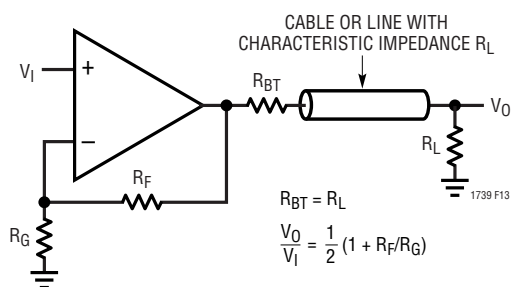 CABLE OR LINE WITH
CHARACTERISTIC IMPEDANCE RL
VI
+
–
RBT
VO
RL
RF
RG
1739 F13
RBT = RL
VO/VI = 1/2 (1 + RF/RG)